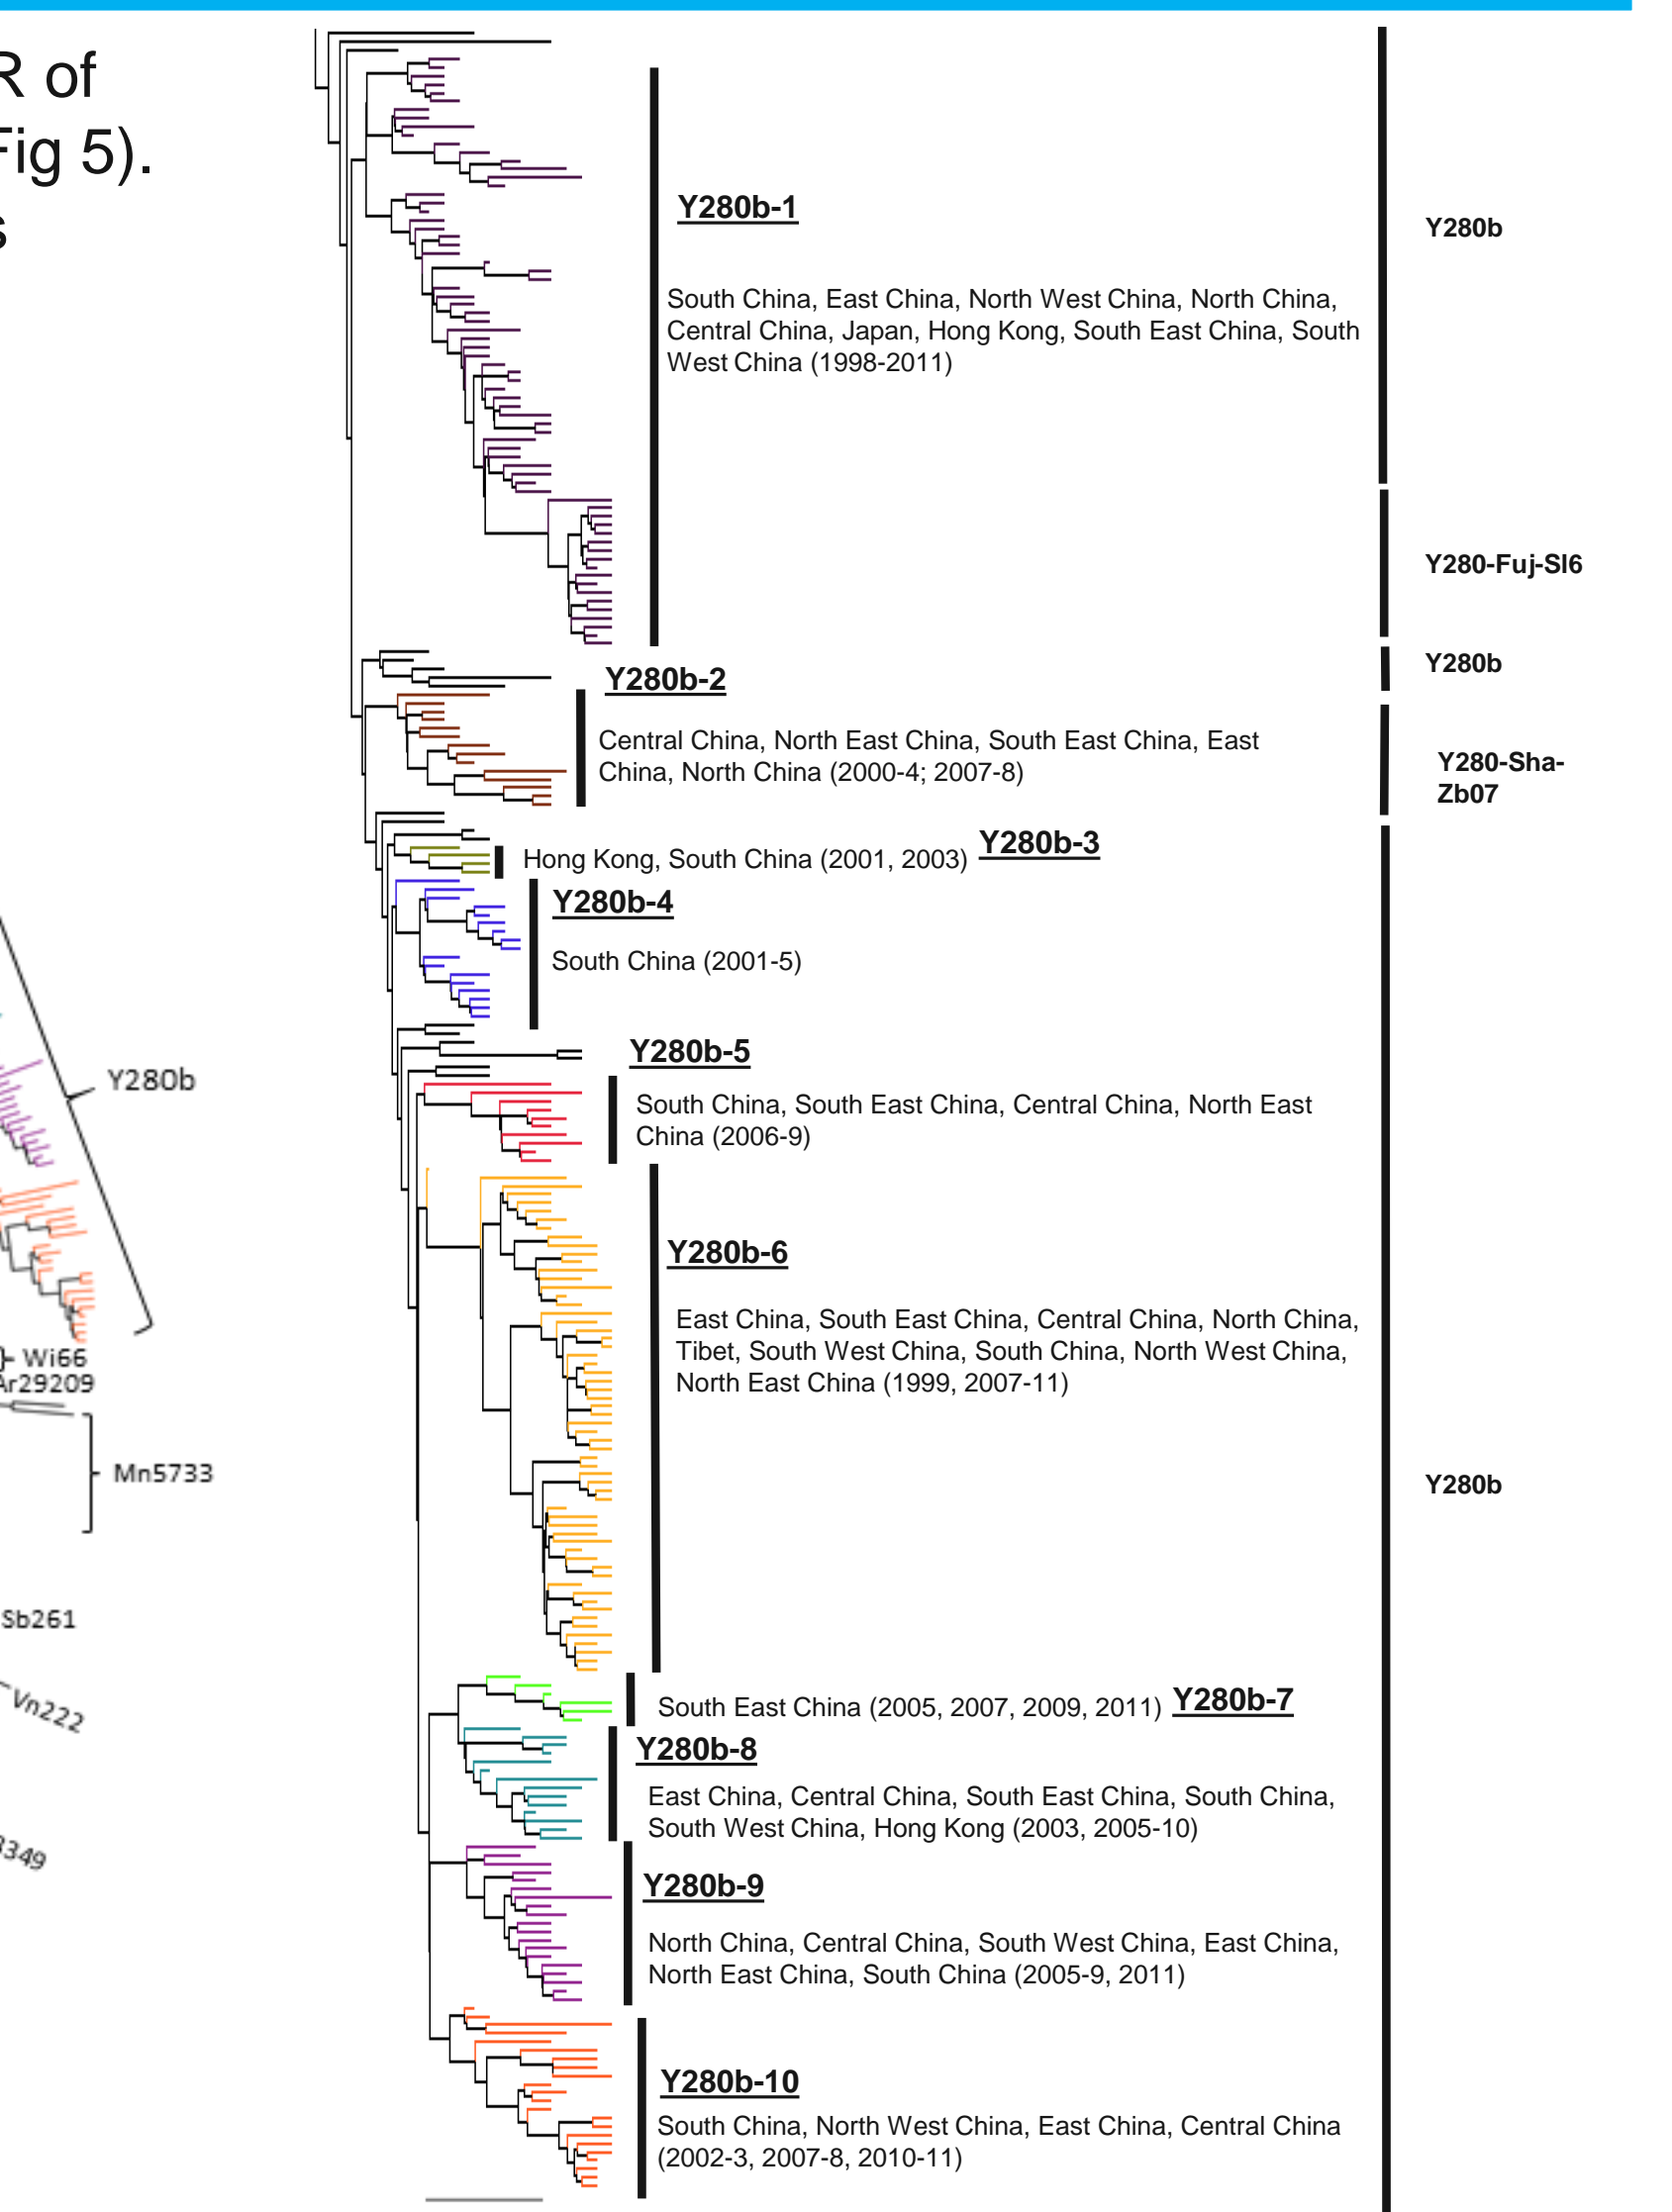 R of
Fig 5).
s
Y280b-1
South China, East China, North West China, North China,
Central China, Japan, Hong Kong, South East China, South
West China (1998-2011)
Y280b
Y280-Fuj-SI6
Y280b
Y280b-2
Central China, North East China, South East China, East
China, North China (2000-4; 2007-8)
Y280-Sha-
Zb07
Hong Kong, South China (2001, 2003) Y280b-3
Y280b-4
South China (2001-5)
Y280b-5
South China, South East China, Central China, North East
China (2006-9)
Y280b
Y280b-6
East China, South East China, Central China, North China,
Tibet, South West China, South China, North West China,
North East China (1999, 2007-11)
Wi66
Ar29209
Mn5733
Y280b
Sb261
Vn222
South East China (2005, 2007, 2009, 2011) Y280b-7
Y280b-8
East China, Central China, South East China, South China,
South West China, Hong Kong (2003, 2005-10)
3349
Y280b-9
North China, Central China, South West China, East China,
North East China, South China (2005-9, 2011)
Y280b-10
South China, North West China, East China, Central China
(2002-3, 2007-8, 2010-11)